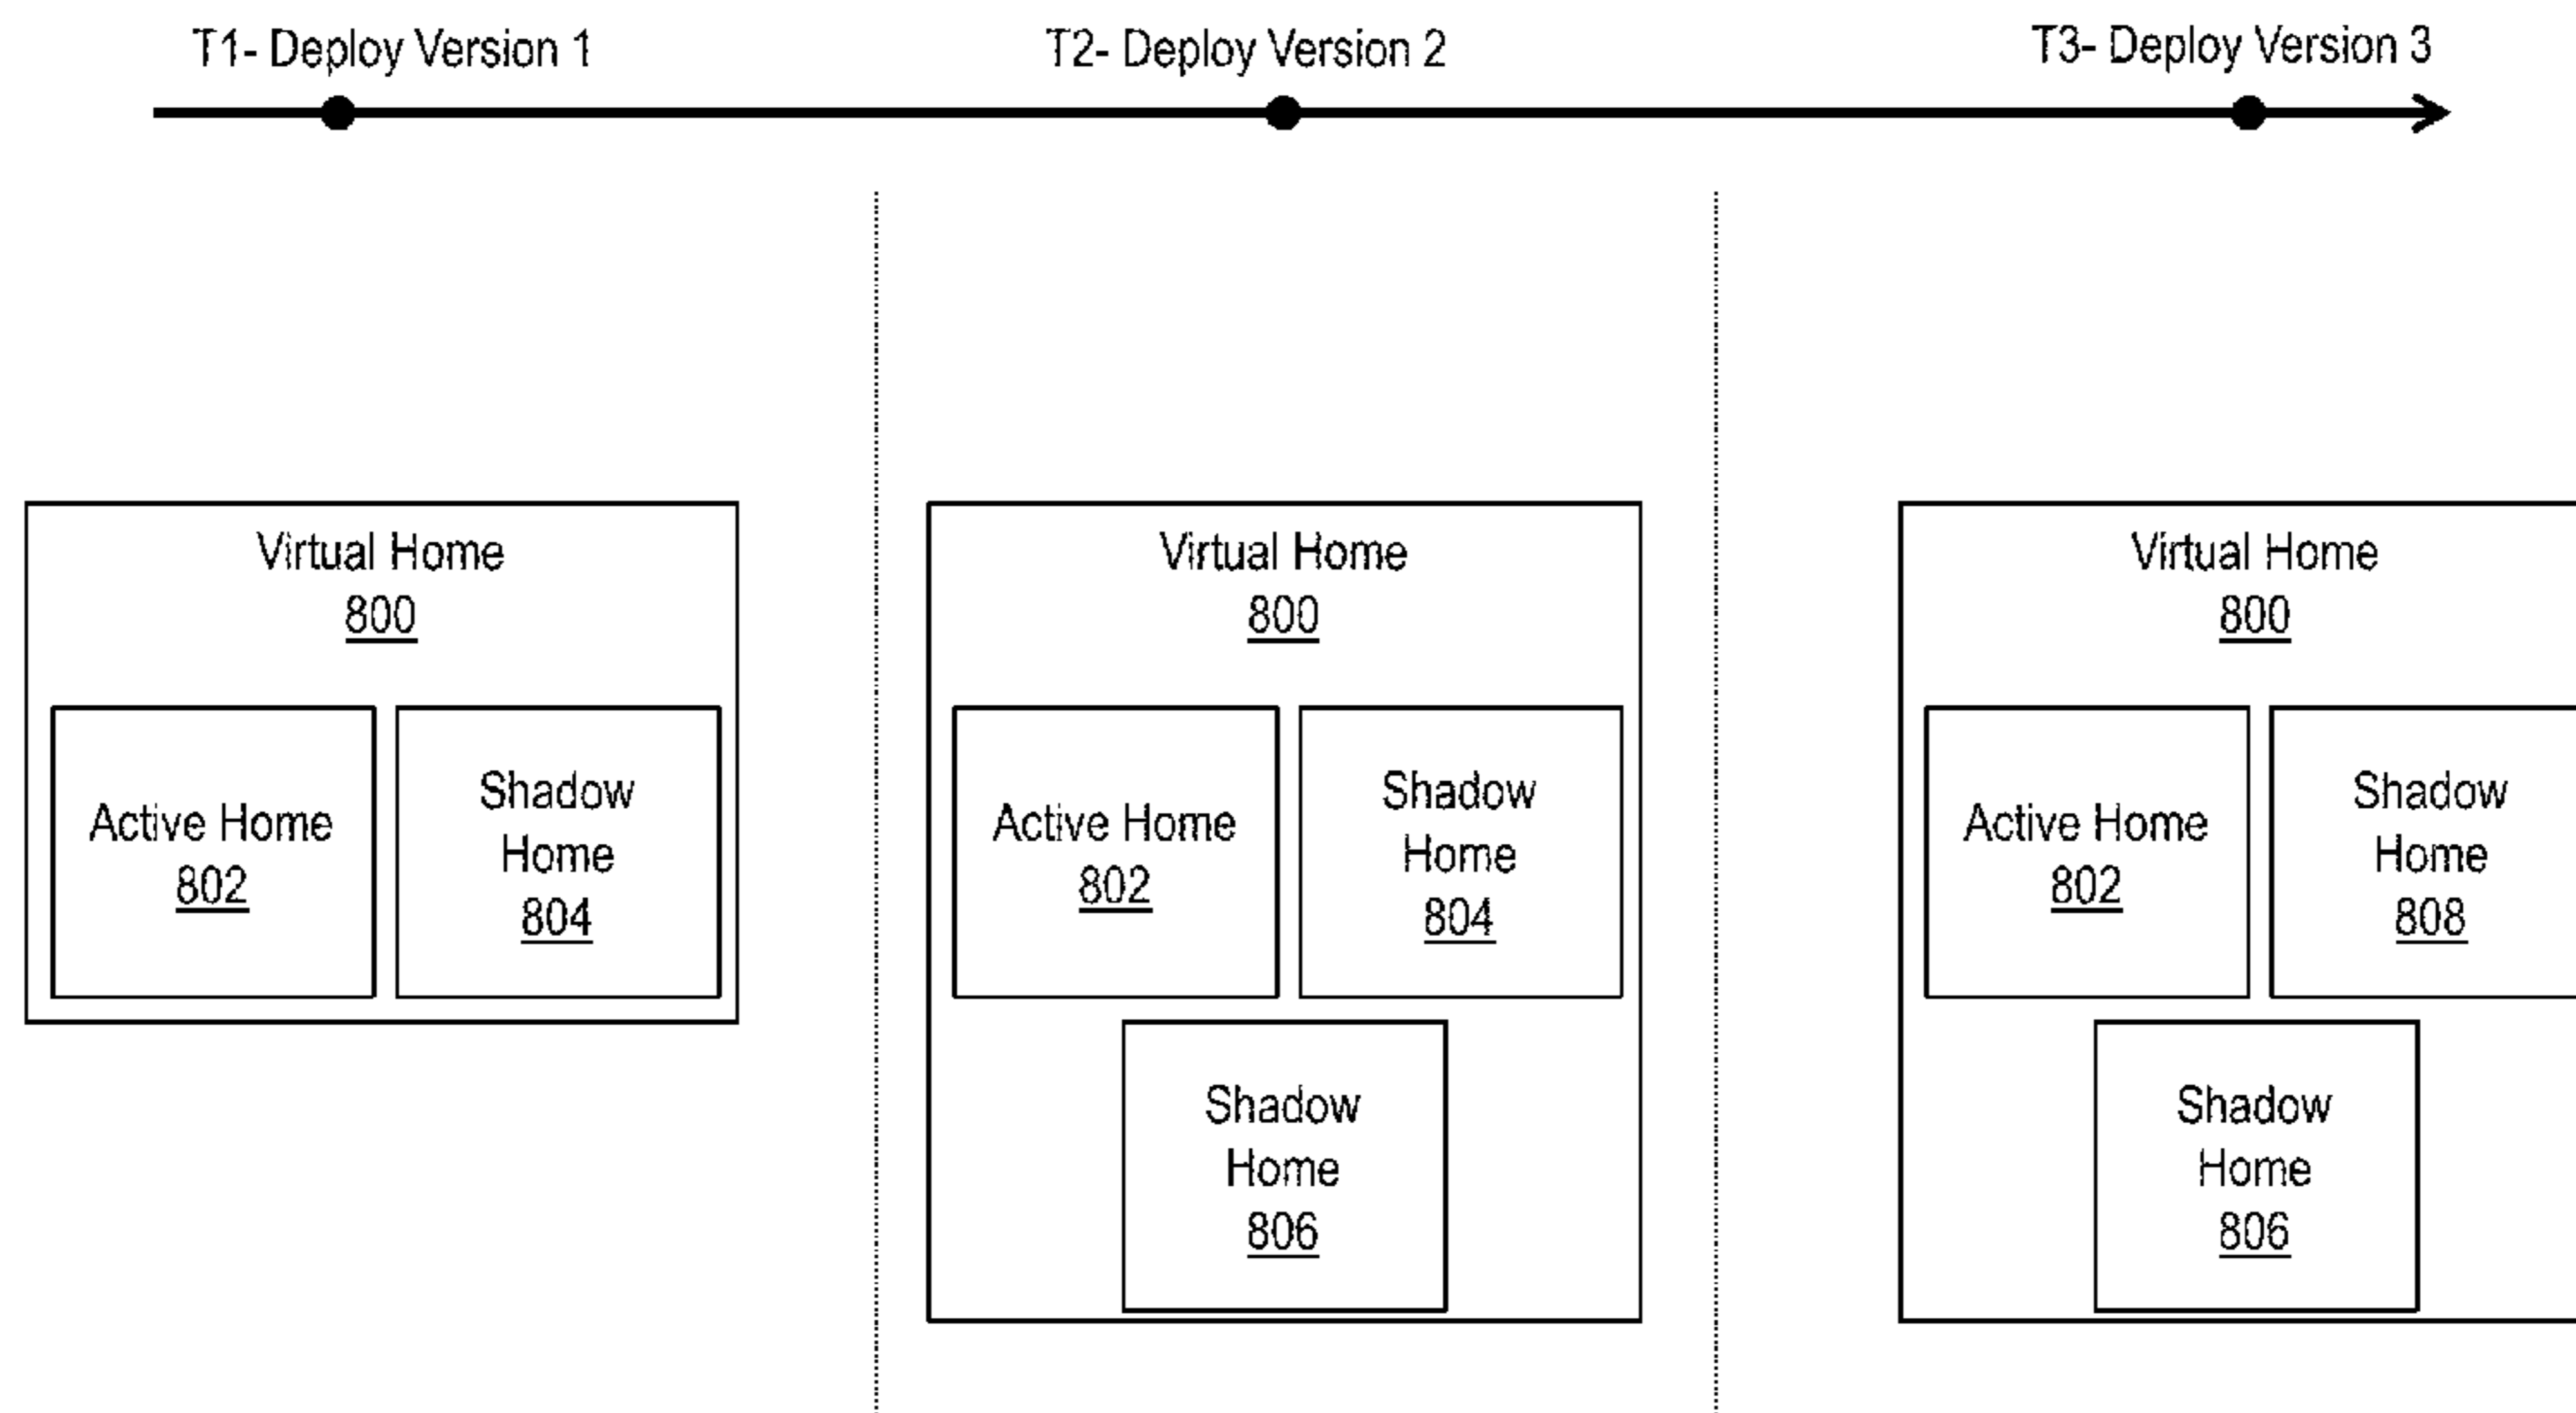 T1- Deploy Version 1
T2- Deploy Version 2
T3- Deploy Version 3
Virtual Home
800
Active Home
802
Shadow
Home
804
Virtual Home
800
Active Home
802
Shadow
Home
804
Shadow
Home
806
Virtual Home
800
Active Home
802
Shadow
Home
808
Shadow
Home
806